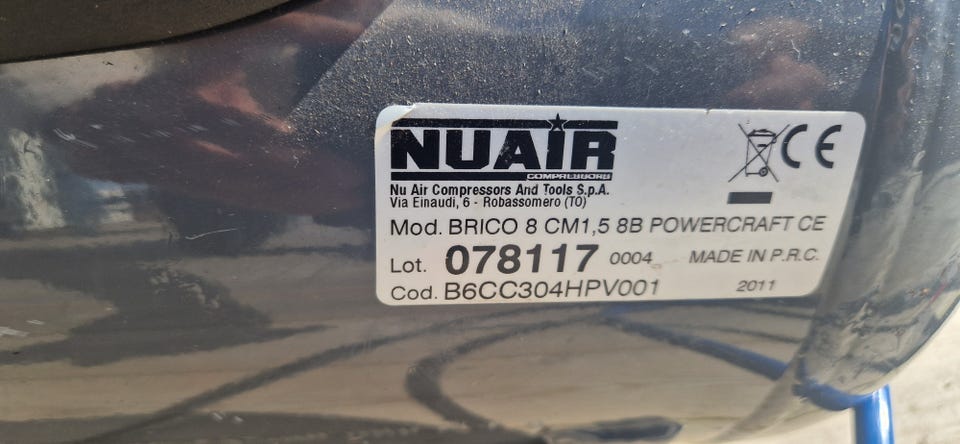 NUAIR
COMPRESSORS
Nu Air Compressors And Tools S.p.A.
Via Einaudi, 6 - Robassomero (TO)
Mod. BRICO 8 CM1,5 8B POWERCRAFT CE
Lot. 078117 0004 MADE IN P.R.C.
Cod. B6CC304HPV001 2011
CE